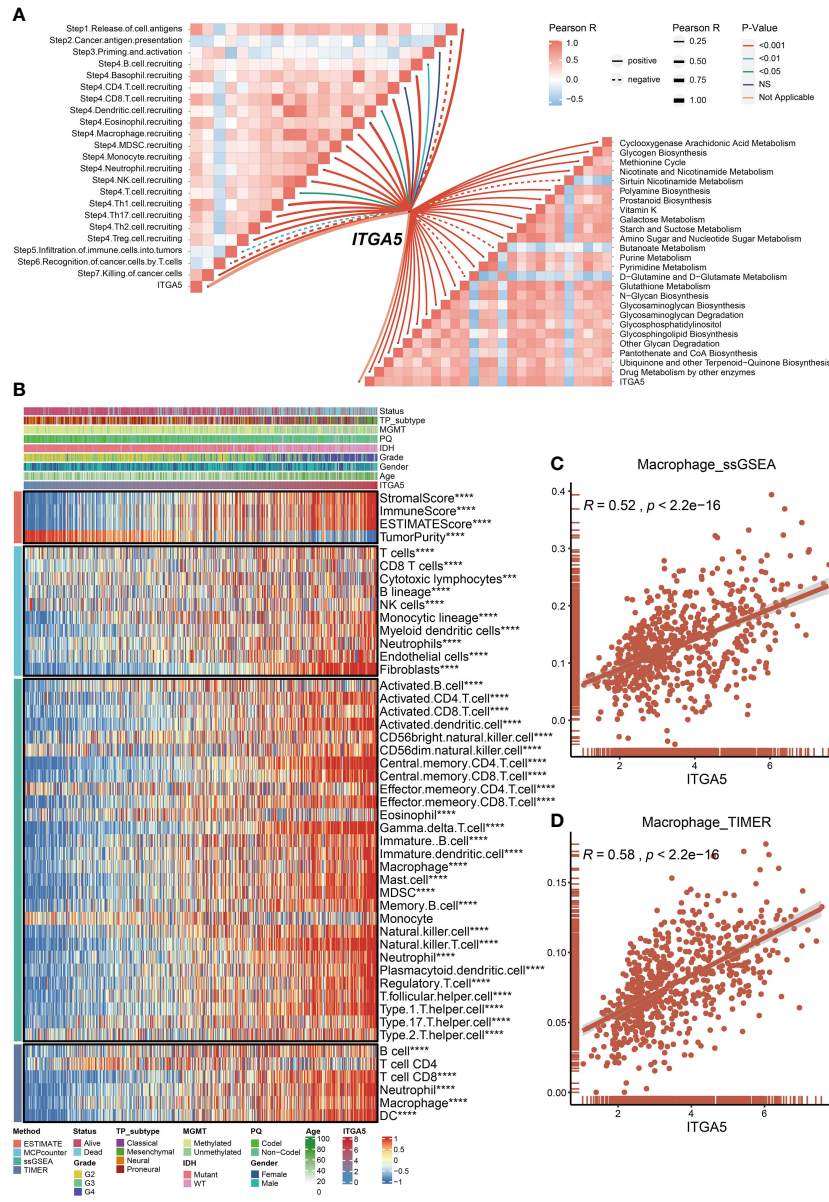 A
Step1.Release.of.cell.antigens
Step2.Cancer.antigen.presentation
Step3.Priming.and.activation
Step4.B.cell.recruiting
Step4.Basophil.recruiting
Step4.CD4.T.cell.recruiting
Step4.CD8.T.cell.recruiting
Step4.Dendritic.cell.recruiting
Step4.Eosinophil.recruiting
Step4.Macrophage.recruiting
Step4.MDSC.recruiting
Step4.Monocyte.recruiting
Step4.Neutrophil.recruiting
Step4.NK.cell.recruiting
Step4.T.cell.recruiting
Step4.Th1.cell.recruiting
Step4.Th17.cell.recruiting
Step4.Th2.cell.recruiting
Step4.Treg.cell.recruiting
Step5.Infiltration.of.immune.cells.into.tumors
Step6.Recognition.of.cancer.cells.by.T.cells
Step7.Killing.of.cancer.cells
ITGA5
ITGA5
Pearson R
1.0
0.5
0.0
−0.5
positive
negative
Pearson R
0.25
0.50
0.75
1.00
P-Value
<0.001
<0.01
<0.05
NS
Not Applicable
Cyclooxygenase Arachidonic Acid Metabolism
Glycogen Biosynthesis
Methionine Cycle
Nicotinate and Nicotinamide Metabolism
Sirtuin Nicotinamide Metabolism
Polyamine Biosynthesis
Prostanoid Biosynthesis
Vitamin K
Galactose Metabolism
Starch and Suctose Metabolism
Amino Sugar and Nucleotide Sugar Metabolism
Butanoate Metabolism
Purine Metabolism
Pyrimidine Metabolism
D-Glutamine and D-Glutamate Metabolism
Glutathione Metabolism
N-Glycan Biosynthesis
Glycosaminoglycan Biosynthesis
Glycosaminoglycan Degradation
Glycosphosphatidylinositol
Glycosphingolipid Biosynthesis
Other Glycan Degradation
Pantothenate and CoA Biosynthesis
Ubiquinone and other Terpenoid-Quinone Biosynthesis
Drug Metabolism by other enzymes
ITGA5
B
Status
TP_subtype
MGMT
PQ
IDH
Grade
Gender
Age
ITGA5
StromalScore****
ImmuneScore****
ESTIMATEScore****
TumorPurity****
T cells****
CD8 T cells****
Cytotoxic lymphocytes***
B lineage****
NK cells****
Monocytic lineage****
Myeloid dendritic cells****
Neutrophils****
Endothelial cells****
Fibroblasts****
Activated.B.cell****
Activated.CD4.T.cell****
Activated.CD8.T.cell****
Activated.dendritic.cell****
CD56bright.natural.killer.cell****
CD56dim.natural.killer.cell****
Central.memory.CD4.T.cell****
Central.memory.CD8.T.cell****
Effector.memeory.CD4.T.cell****
Effector.memeory.CD8.T.cell****
Eosinophil****
Gamma.delta.T.cell****
Immature..B.cell****
Immature.dendritic.cell****
Macrophage****
Mast.cell****
MDSC****
Memory.B.cell****
Monocyte
Natural.killer.cell****
Natural.killer.T.cell****
Neutrophil****
Plasmacytoid.dendritic.cell****
Regulatory.T.cell****
T.follicular.helper.cell****
Type.1.T.helper.cell****
Type.17.T.helper.cell****
Type.2.T.helper.cell****
B cell****
T cell CD4
T cell CD8****
Neutrophil****
Macrophage****
DC****
Method
ESTIMATE
MCPcounter
ssGSEA
TIMER
Status
Alive
Dead
Grade
G2
G3
G4
TP_subtype
Classical
Mesenchymal
Neural
Proneural
MGMT
Methylated
Unmethylated
IDH
Mutant
WT
PQ
Codel
Non-Codel
Gender
Female
Male
Age
100
80
60
40
20
0
ITGA5
8
6
4
2
0
1
0.5
0
−0.5
−1
C
Macrophage_ssGSEA
R = 0.52 , p < 2.2e−16
0.4
0.3
0.2
0.1
0.0
2
4
6
ITGA5
D
Macrophage_TIMER
R = 0.58 , p < 2.2e−16
0.15
0.10
0.05
0.00
2
4
6
ITGA5